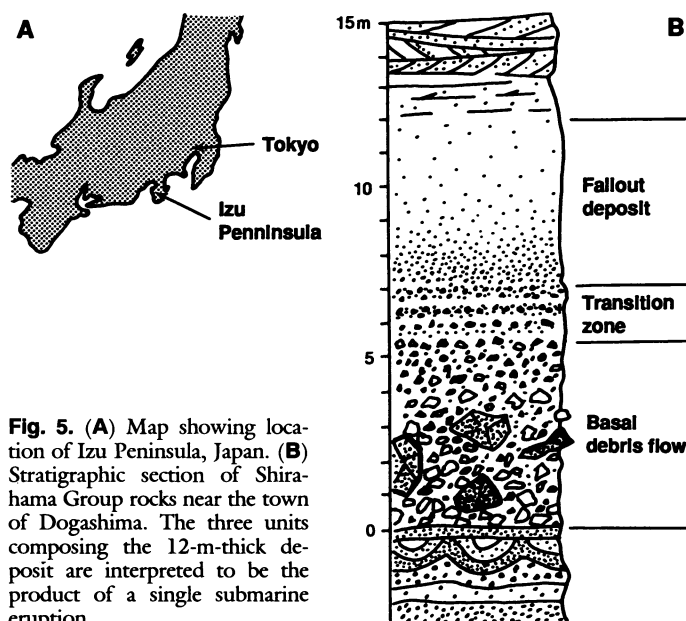 A
Tokyo
Izu
Penninsula
Fig. 5. (A) Map showing loca-
tion of Izu Peninsula, Japan. (B)
Stratigraphic section of Shira-
hama Group rocks near the town
of Dogashima. The three units
composing the 12-m-thick de-
posit are interpreted to be the
product of a single submarine
eruption
B
15m
10
5
0
Fallout
deposit
Transition
zone
Basal
debris flow